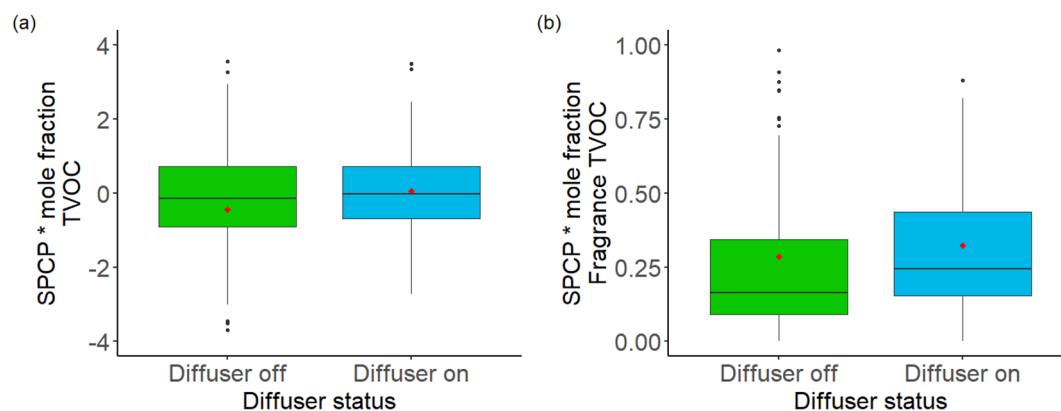 (a)
SPCP * mole fraction
TVOC
4
2
0
-2
-4
Diffuser off
Diffuser on
Diffuser status
(b)
SPCP * mole fraction
Fragrance TVOC
1.00
0.75
0.50
0.25
0.00
Diffuser off
Diffuser on
Diffuser status